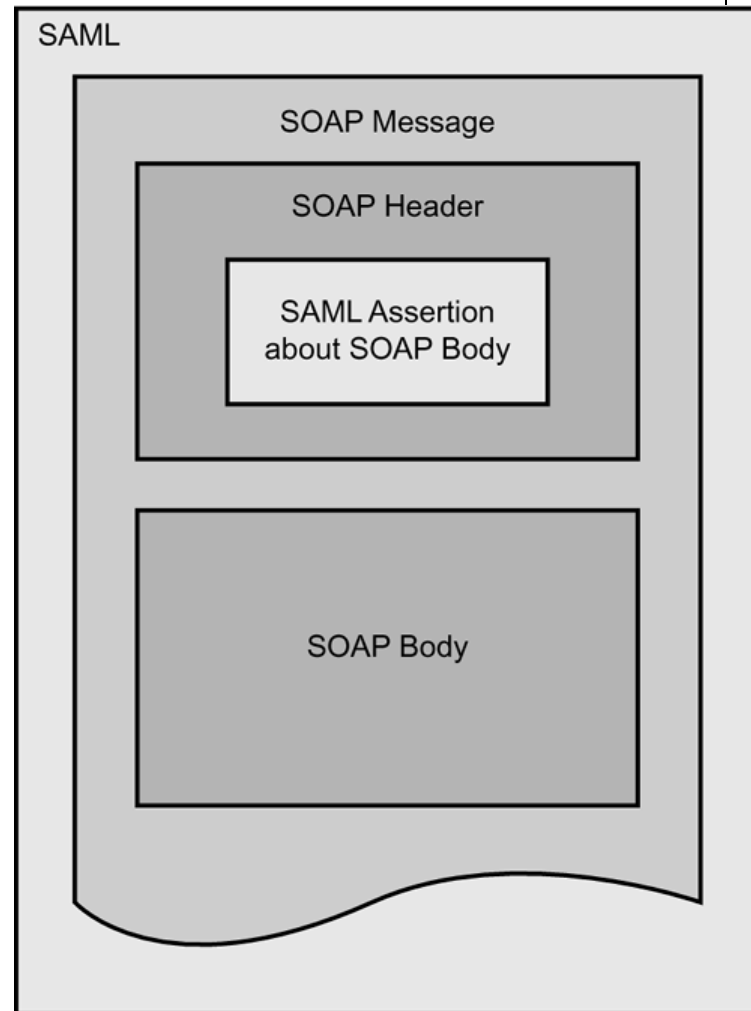 SAML
SOAP Message
SOAP Header
SAML Assertion
about SOAP Body
SOAP Body